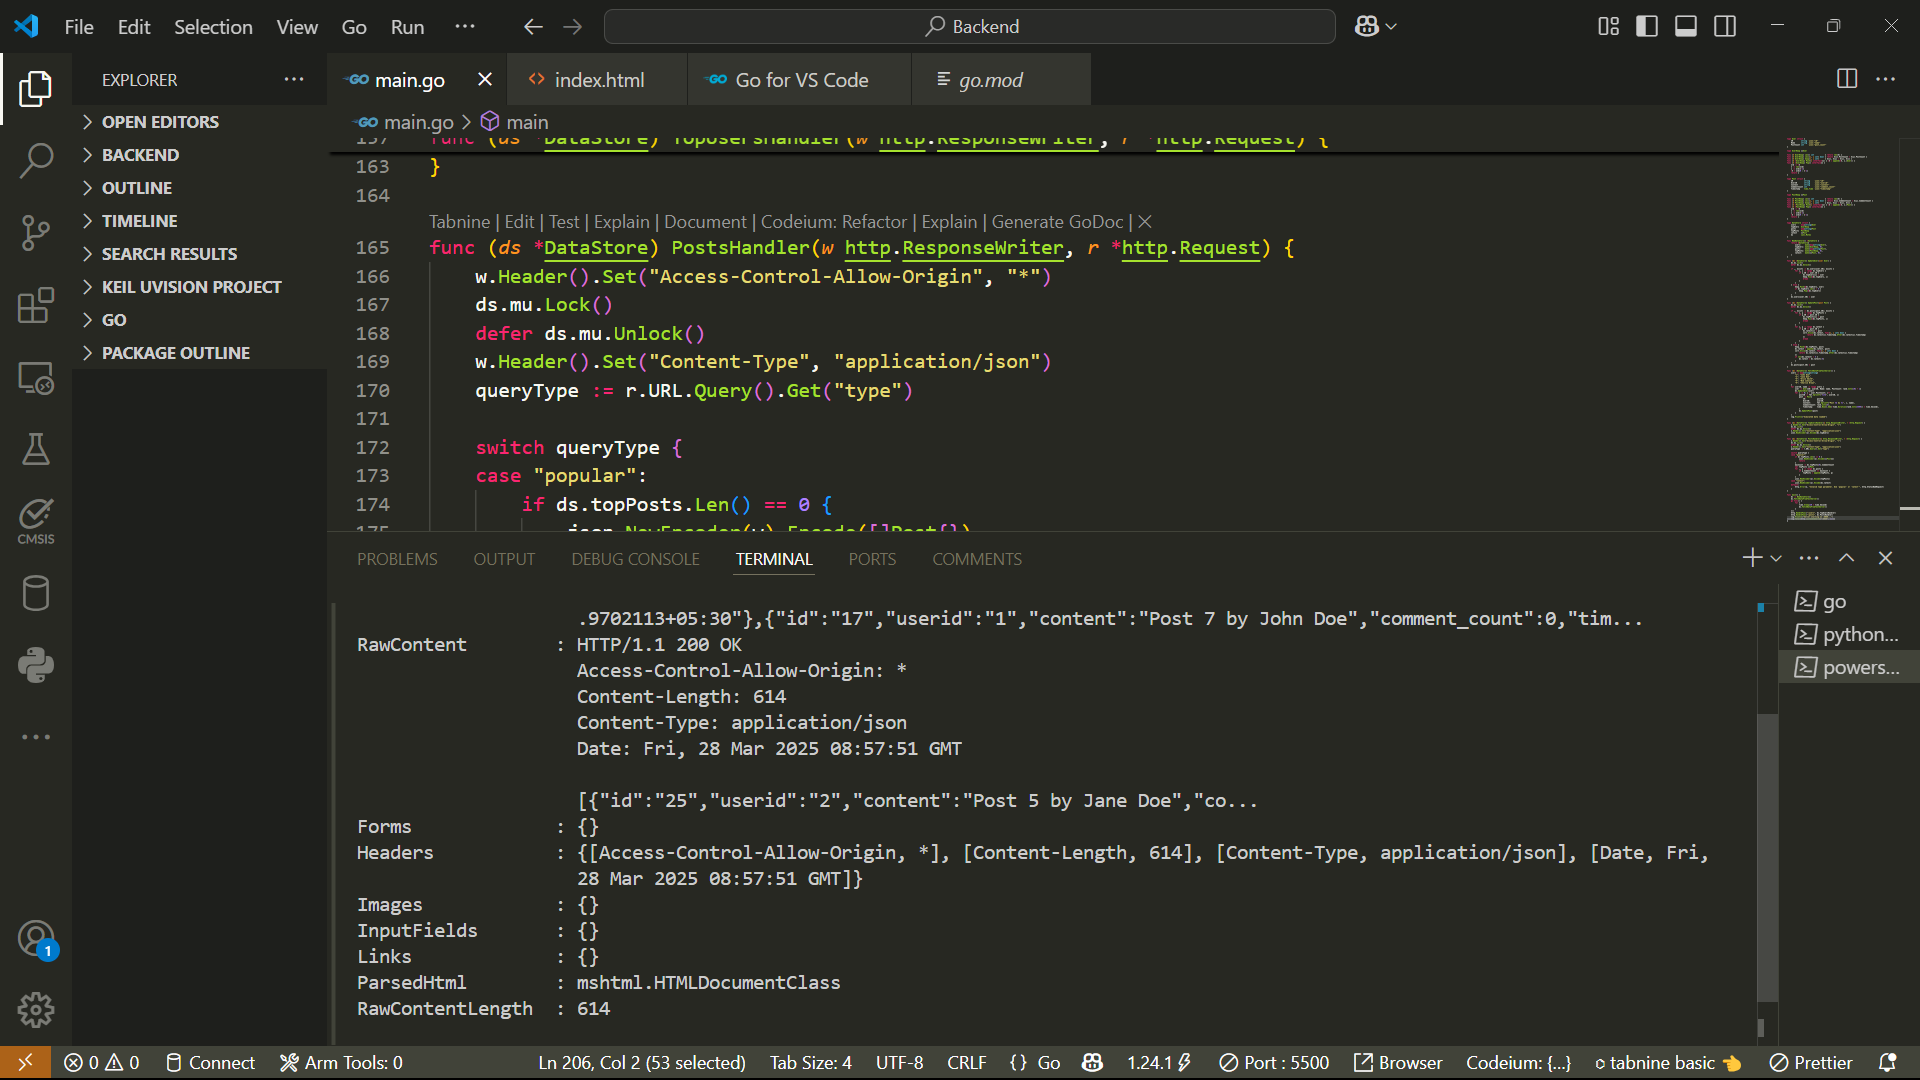 File Edit Selection View Go Run ··· Backend
EXPLORER ···
OPEN EDITORS
BACKEND
OUTLINE
TIMELINE
SEARCH RESULTS
KEIL UVISION PROJECT
GO
PACKAGE OUTLINE
CMSIS
1
GO main.go index.html GO Go for VS Code go.mod
GO main.go > main
157 func (ds *DataStore) TopUsersHandler(w http.ResponseWriter, r *http.Request) {
163 }
164
Tabnine | Edit | Test | Explain | Document | Codeium: Refactor | Explain | Generate GoDoc | ✕
165 func (ds *DataStore) PostsHandler(w http.ResponseWriter, r *http.Request) {
166 w.Header().Set("Access-Control-Allow-Origin", "*")
167 ds.mu.Lock()
168 defer ds.mu.Unlock()
169 w.Header().Set("Content-Type", "application/json")
170 queryType := r.URL.Query().Get("type")
171
172 switch queryType {
173 case "popular":
174 if ds.topPosts.Len() == 0 {
175 json.NewEncoder(w).Encode([]Post{})
PROBLEMS OUTPUT DEBUG CONSOLE TERMINAL PORTS COMMENTS
.9702113+05:30"},{"id":"17","userid":"1","content":"Post 7 by John Doe","comment_count":0,"tim...
RawContent : HTTP/1.1 200 OK
Access-Control-Allow-Origin: *
Content-Length: 614
Content-Type: application/json
Date: Fri, 28 Mar 2025 08:57:51 GMT
[{"id":"25","userid":"2","content":"Post 5 by Jane Doe","co...
Forms : {}
Headers : {[Access-Control-Allow-Origin, *], [Content-Length, 614], [Content-Type, application/json], [Date, Fri,
28 Mar 2025 08:57:51 GMT]}
Images : {}
InputFields : {}
Links : {}
ParsedHtml : mshtml.HTMLDocumentClass
RawContentLength : 614
go
python...
powers...
0 0 Connect Arm Tools: 0 Ln 206, Col 2 (53 selected) Tab Size: 4 UTF-8 CRLF {} Go 1.24.1 Port : 5500 Browser Codeium: {...} tabnine basic Prettier